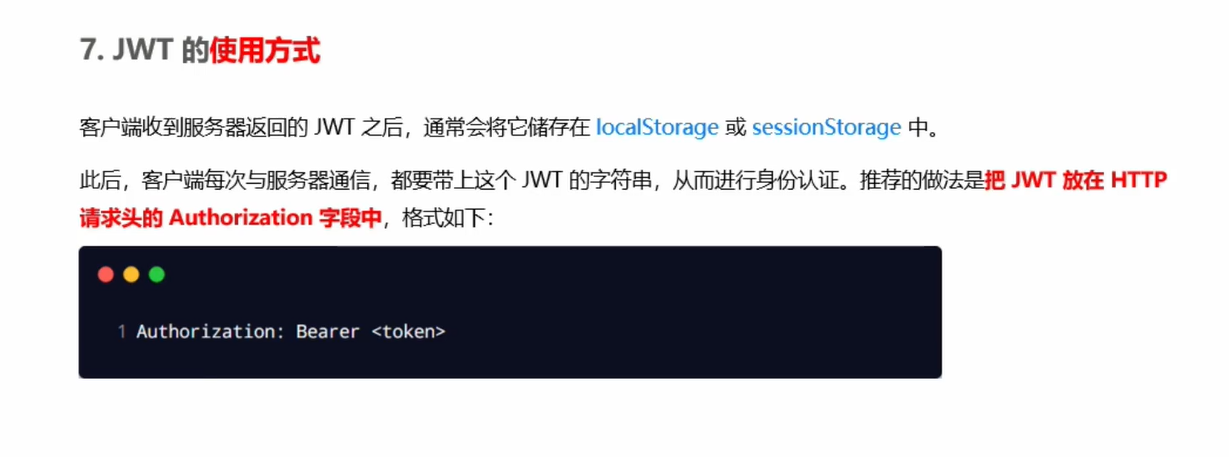 7. JWT 的使用方式
客户端收到服务器返回的 JWT 之后，通常会将它储存在 localStorage 或 sessionStorage 中。
此后，客户端每次与服务器通信，都要带上这个 JWT 的字符串，从而进行身份认证。推荐的做法是把 JWT 放在 HTTP
请求头的 Authorization 字段中，格式如下：
1 Authorization: Bearer <token>